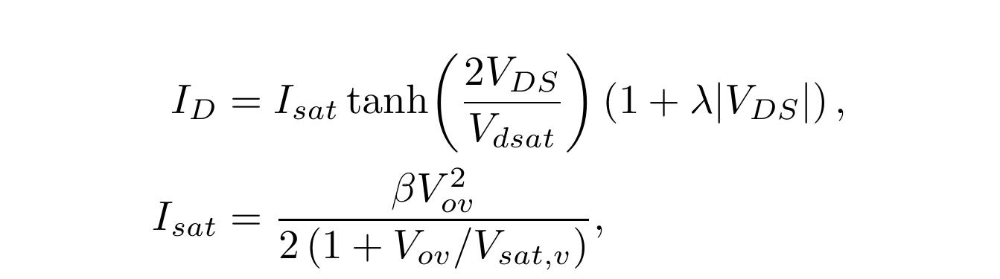 $I_D = I_{sat} \tanh\left(\frac{2V_{DS}}{V_{dsat}}\right) (1 + \lambda|V_{DS}|)\,,$
$I_{sat} = \frac{\beta V_{ov}^2}{2\,(1 + V_{ov}/V_{sat,v})},$